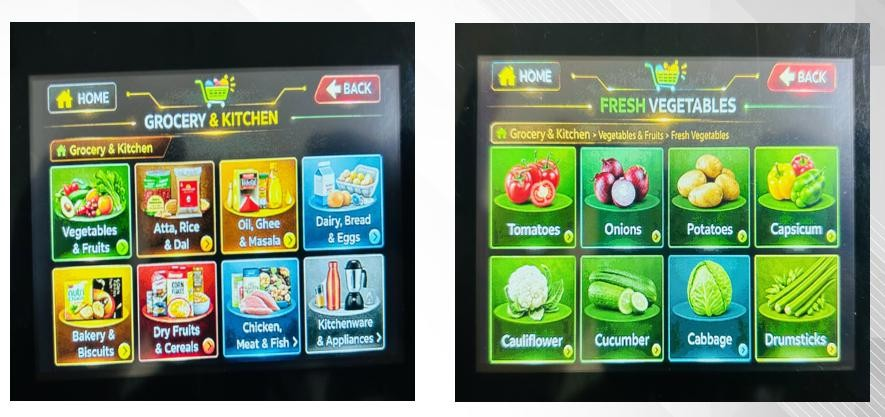 HOME
BACK
GROCERY & KITCHEN
Grocery & Kitchen
Vegetables
& Fruits
Atta, Rice
& Dal
Oil, Ghee
& Masala
Dairy, Bread
& Eggs
Bakery &
Biscuits
Dry Fruits
& Cereals
Chicken,
Meat & Fish
Kitchenware
& Appliances
CORN
FLAKES
HOME
BACK
FRESH VEGETABLES
Grocery & Kitchen > Vegetables & Fruits > Fresh Vegetables
Tomatoes
Onions
Potatoes
Capsicum
Cauliflower
Cucumber
Cabbage
Drumsticks